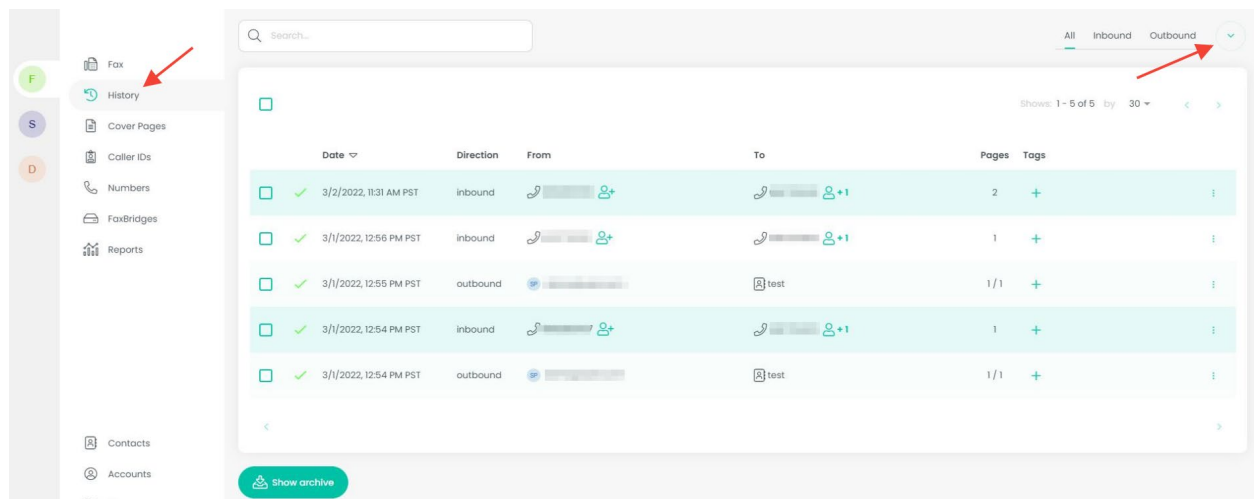 Search...
All Inbound Outbound
F
S
D
Fax
History
Cover Pages
Caller IDs
Numbers
FaxBridges
Reports
Contacts
Accounts
Shows: 1 - 5 of 5 by 30
Date Direction From To Pages Tags
3/2/2022, 11:31 AM PST inbound +1 2 +
3/1/2022, 12:56 PM PST inbound +1 1 +
3/1/2022, 12:55 PM PST outbound SP test 1 / 1 +
3/1/2022, 12:54 PM PST inbound +1 1 +
3/1/2022, 12:54 PM PST outbound SP test 1 / 1 +
Show archive